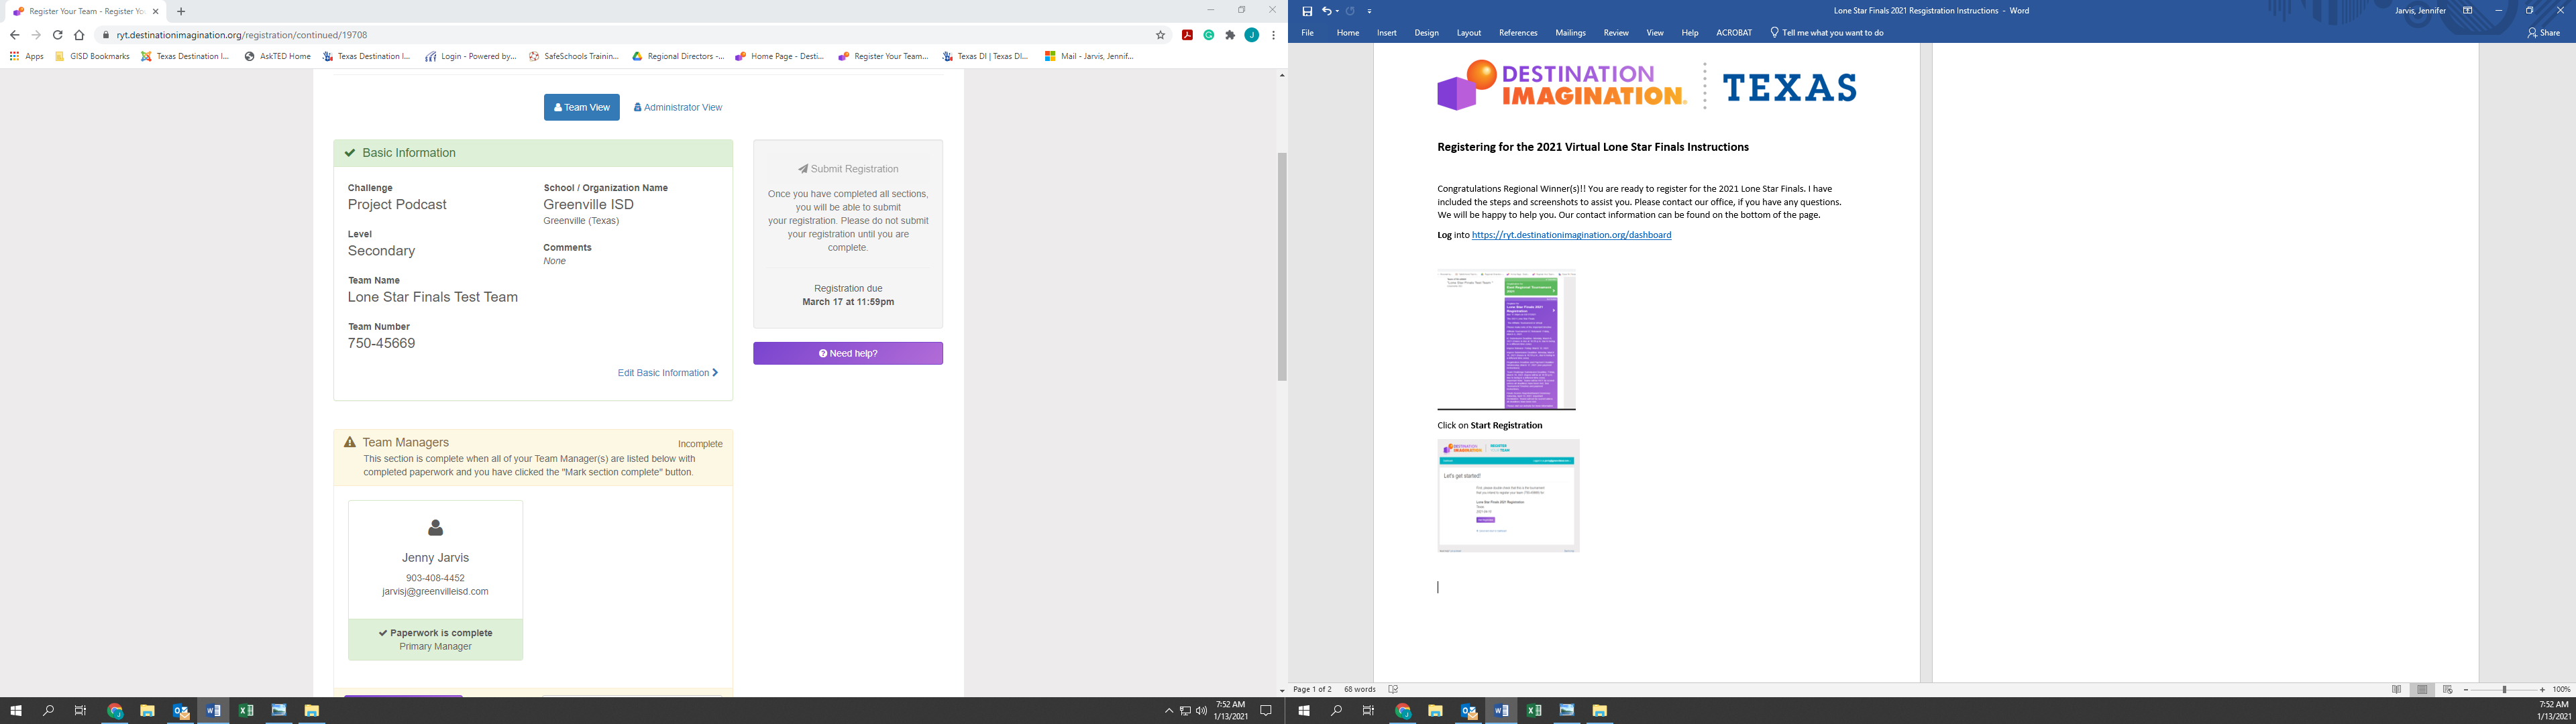 Register Your Team - Register Yo
ryt.destinationimagination.org/registration/continued/19708
Apps
GISD Bookmarks
Texas Destination I...
AskTED Home
Texas Destination I...
Login - Powered by...
SafeSchools Trainin...
Regional Directors -...
Home Page - Desti...
Register Your Team...
Texas DI | Texas DI...
Mail - Jarvis, Jennif...
Team View
Administrator View
Basic Information
Challenge
Project Podcast
Level
Secondary
Team Name
Lone Star Finals Test Team
Team Number
750-45669
School / Organization Name
Greenville ISD
Greenville (Texas)
Comments
None
Edit Basic Information
Submit Registration
Once you have completed all sections,
you will be able to submit
your registration. Please do not submit
your registration until you are
complete.
Registration due
March 17 at 11:59pm
Need help?
Team Managers
Incomplete
This section is complete when all of your Team Manager(s) are listed below with
completed paperwork and you have clicked the "Mark section complete" button.
Jenny Jarvis
903-408-4452
jarvisj@greenvilleisd.com
Paperwork is complete
Primary Manager
7:52 AM
1/13/2021
Lone Star Finals 2021 Resgistration Instructions - Word
Jarvis, Jennifer
File
Home
Insert
Design
Layout
References
Mailings
Review
View
Help
ACROBAT
Tell me what you want to do
Share
DESTINATION
IMAGINATION
TEXAS
Registering for the 2021 Virtual Lone Star Finals Instructions
Congratulations Regional Winner(s)!! You are ready to register for the 2021 Lone Star Finals. I have
included the steps and screenshots to assist you. Please contact our office, if you have any questions.
We will be happy to help you. Our contact information can be found on the bottom of the page.
Log into https://ryt.destinationimagination.org/dashboard
Click on Start Registration
DESTINATION
IMAGINATION
Let's get started!
Page 1 of 2
68 words
100%
7:52 AM
1/13/2021